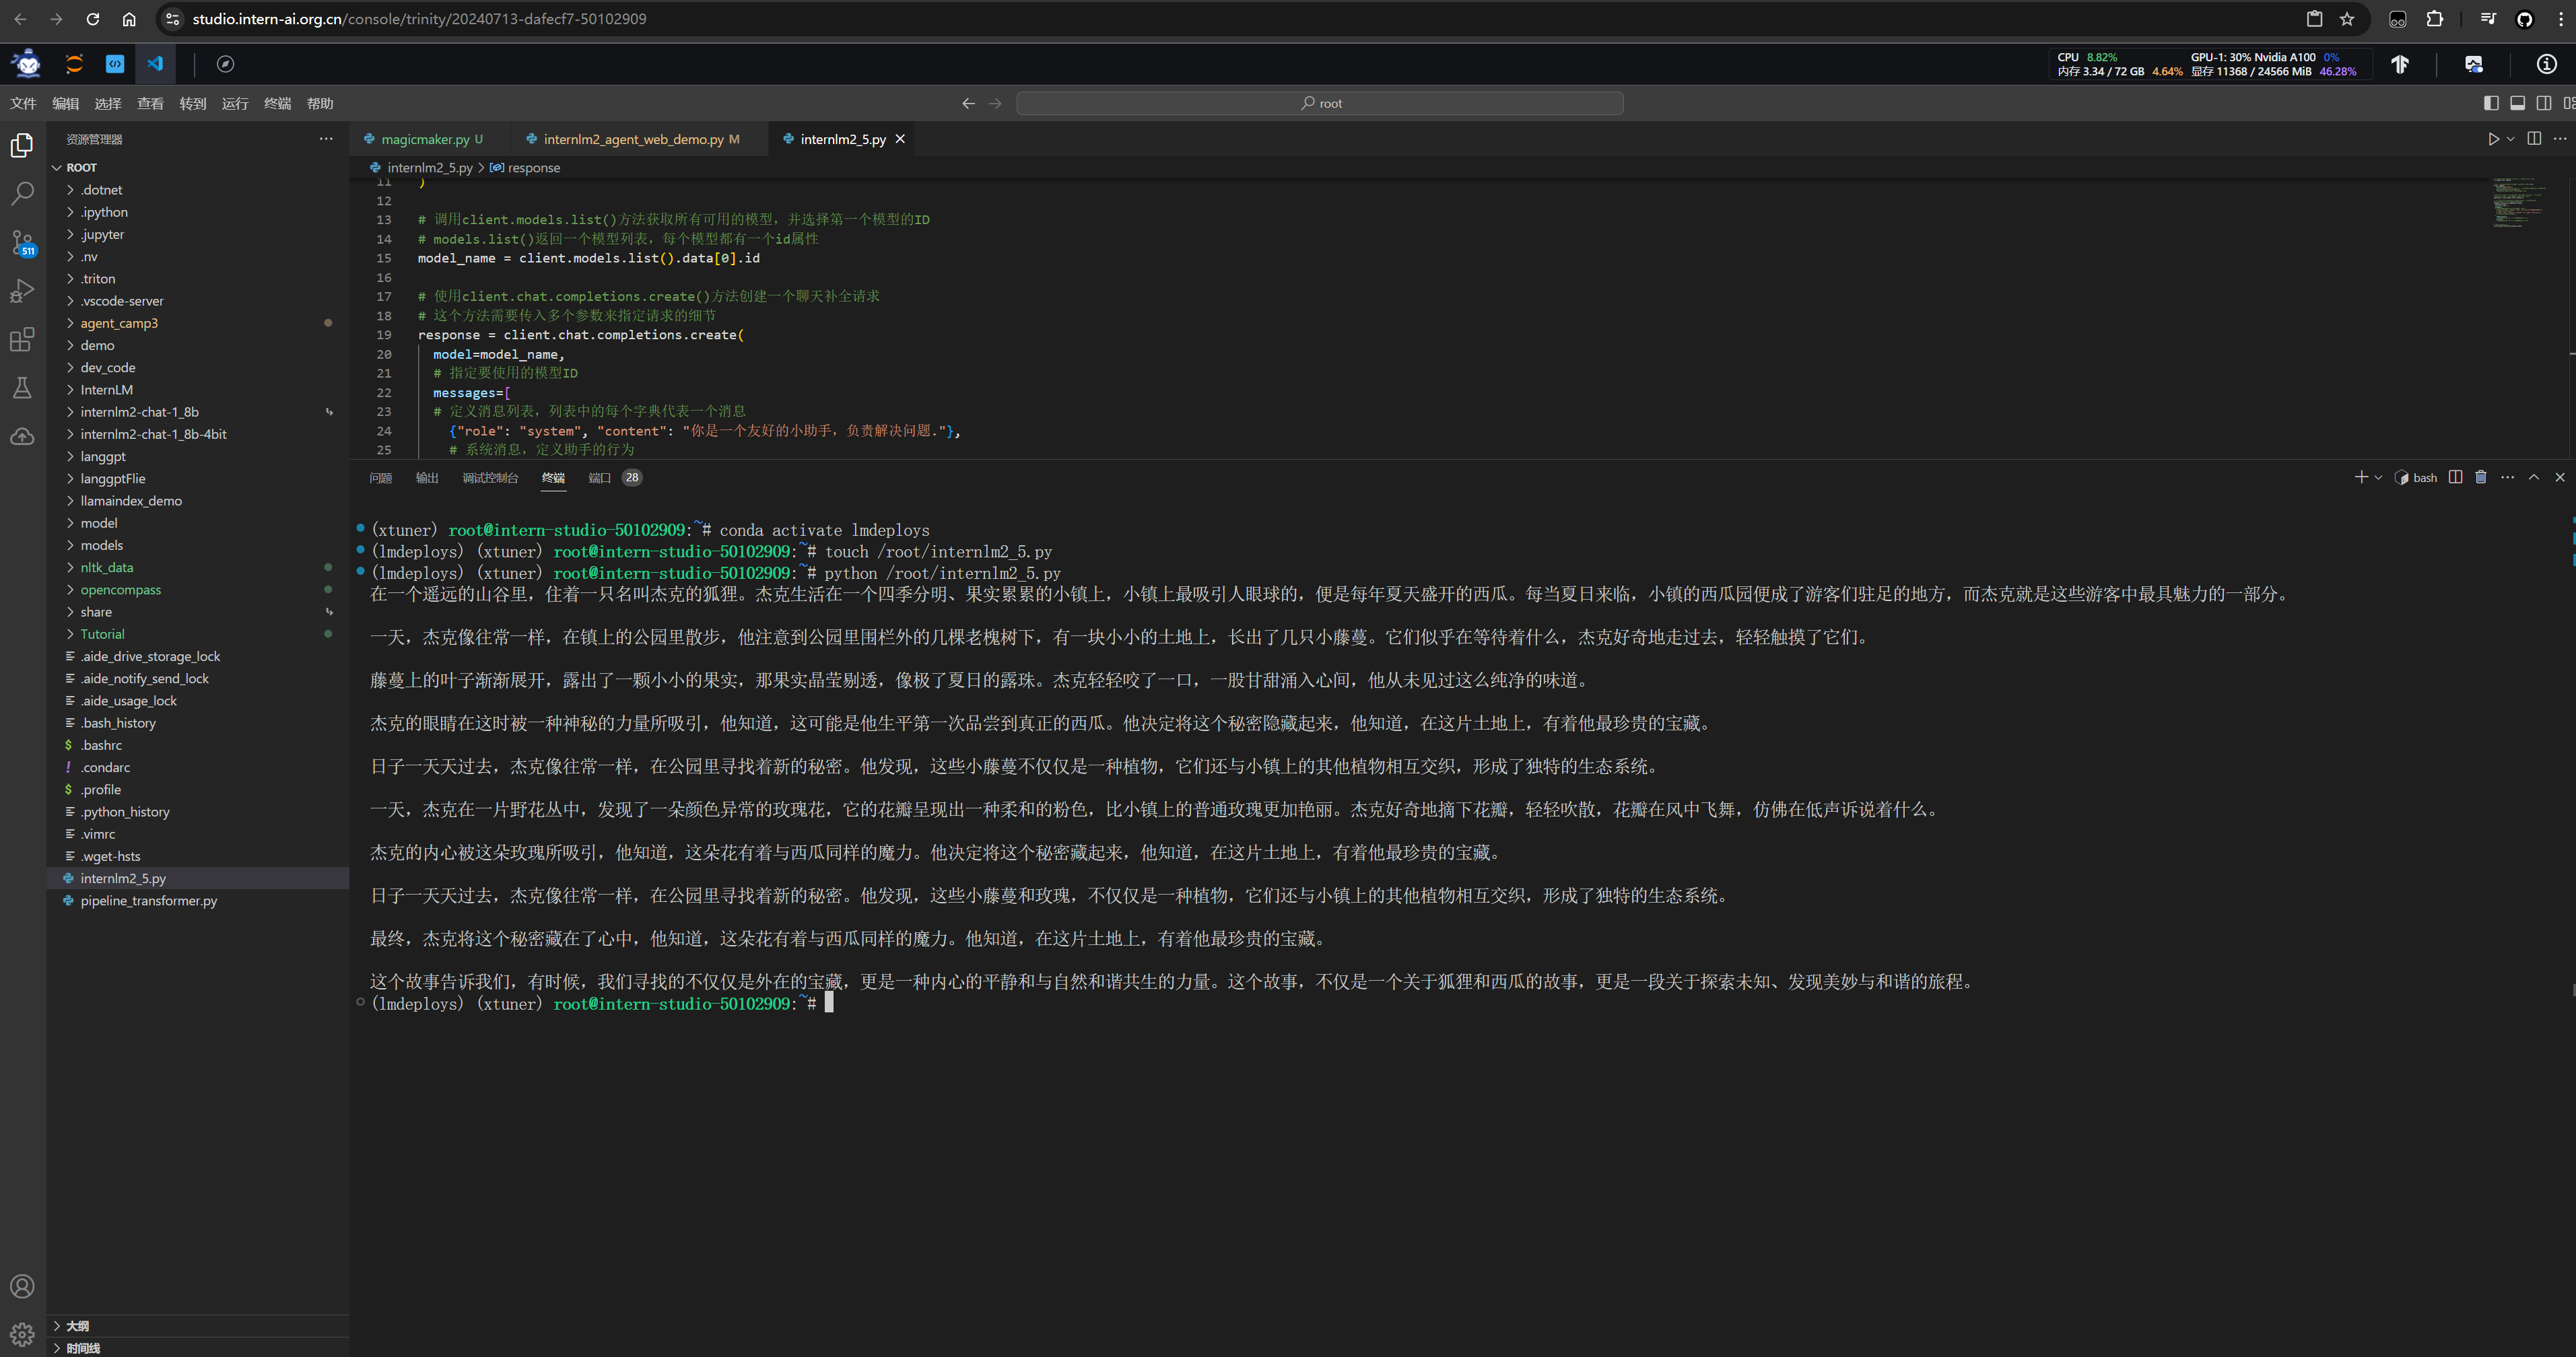 studio.intern-ai.org.cn/console/trinity/20240713-dafecf7-50102909
CPU 8.82% GPU-1: 30% Nvidia A100 0%
内存 3.34 / 72 GB 4.64% 显存 11368 / 24566 MiB 46.28%
文件 编辑 选择 查看 转到 运行 终端 帮助
root
资源管理器
ROOT
.dotnet
.ipython
.jupyter
.nv
.triton
.vscode-server
agent_camp3
demo
dev_code
InternLM
internlm2-chat-1_8b
internlm2-chat-1_8b-4bit
langgpt
langgptFlie
llamaindex_demo
model
models
nltk_data
opencompass
share
Tutorial
.aide_drive_storage_lock
.aide_notify_send_lock
.aide_usage_lock
.bash_history
.bashrc
.condarc
.profile
.python_history
.vimrc
.wget-hsts
internlm2_5.py
pipeline_transformer.py
大纲
时间线
511
magicmaker.py U internlm2_agent_web_demo.py M internlm2_5.py
internlm2_5.py > response
11 )
12
13 # 调用client.models.list()方法获取所有可用的模型，并选择第一个模型的ID
14 # models.list()返回一个模型列表，每个模型都有一个id属性
15 model_name = client.models.list().data[0].id
16
17 # 使用client.chat.completions.create()方法创建一个聊天补全请求
18 # 这个方法需要传入多个参数来指定请求的细节
19 response = client.chat.completions.create(
20 model=model_name,
21 # 指定要使用的模型ID
22 messages=[
23 # 定义消息列表，列表中的每个字典代表一个消息
24 {"role": "system", "content": "你是一个友好的小助手，负责解决问题."},
25 # 系统消息，定义助手的行为
问题 输出 调试控制台 终端 端口 28
bash
(xtuner) root@intern-studio-50102909:~# conda activate lmdeploys
(lmdeploys) (xtuner) root@intern-studio-50102909:~# touch /root/internlm2_5.py
(lmdeploys) (xtuner) root@intern-studio-50102909:~# python /root/internlm2_5.py
在一个遥远的山谷里，住着一只名叫杰克的狐狸。杰克生活在一个四季分明、果实累累的小镇上，小镇上最吸引人眼球的，便是每年夏天盛开的西瓜。每当夏日来临，小镇的西瓜园便成了游客们驻足的地方，而杰克就是这些游客中最具魅力的一部分。
一天，杰克像往常一样，在镇上的公园里散步，他注意到公园里围栏外的几棵老槐树下，有一块小小的土地上，长出了几只小藤蔓。它们似乎在等待着什么，杰克好奇地走过去，轻轻触摸了它们。
藤蔓上的叶子渐渐展开，露出了一颗小小的果实，那果实晶莹剔透，像极了夏日的露珠。杰克轻轻咬了一口，一股甘甜涌入心间，他从未见过这么纯净的味道。
杰克的眼睛在这时被一种神秘的力量所吸引，他知道，这可能是他生平第一次品尝到真正的西瓜。他决定将这个秘密隐藏起来，他知道，在这片土地上，有着他最珍贵的宝藏。
日子一天天过去，杰克像往常一样，在公园里寻找着新的秘密。他发现，这些小藤蔓不仅仅是一种植物，它们还与小镇上的其他植物相互交织，形成了独特的生态系统。
一天，杰克在一片野花丛中，发现了一朵颜色异常的玫瑰花，它的花瓣呈现出一种柔和的粉色，比小镇上的普通玫瑰更加艳丽。杰克好奇地摘下花瓣，轻轻吹散，花瓣在风中飞舞，仿佛在低声诉说着什么。
杰克的内心被这朵玫瑰所吸引，他知道，这朵花有着与西瓜同样的魔力。他决定将这个秘密藏起来，他知道，在这片土地上，有着他最珍贵的宝藏。
日子一天天过去，杰克像往常一样，在公园里寻找着新的秘密。他发现，这些小藤蔓和玫瑰，不仅仅是一种植物，它们还与小镇上的其他植物相互交织，形成了独特的生态系统。
最终，杰克将这个秘密藏在了心中，他知道，这朵花有着与西瓜同样的魔力。他知道，在这片土地上，有着他最珍贵的宝藏。
这个故事告诉我们，有时候，我们寻找的不仅仅是外在的宝藏，更是一种内心的平静和与自然和谐共生的力量。这个故事，不仅是一个关于狐狸和西瓜的故事，更是一段关于探索未知、发现美妙与和谐的旅程。
(lmdeploys) (xtuner) root@intern-studio-50102909:~#